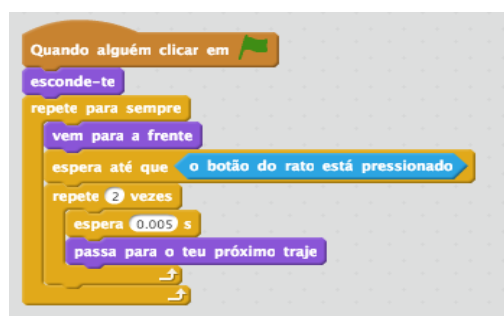 Quando alguém clicar em
esconde-te
repete para sempre
vem para a frente
espera até que o botão do rato está pressionado
repete 2 vezes
espera 0.005 s
passa para o teu próximo traje